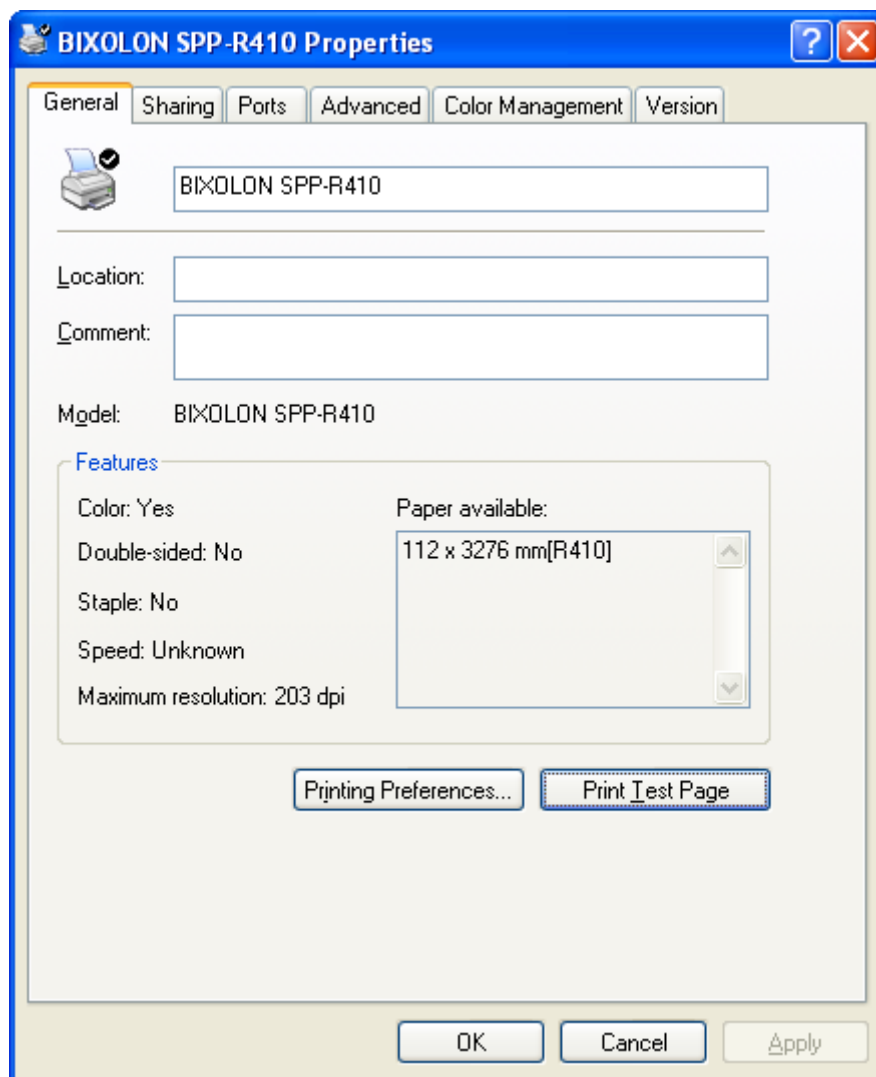 BIXOLON SPP-R410 Properties
General Sharing Ports Advanced Color Management Version
BIXOLON SPP-R410
Location:
Comment:
Model: BIXOLON SPP-R410
Features
Color: Yes
Double-sided: No
Staple: No
Speed: Unknown
Maximum resolution: 203 dpi
Paper available:
112 x 3276 mm[R410]
Printing Preferences... Print Test Page
OK Cancel Apply